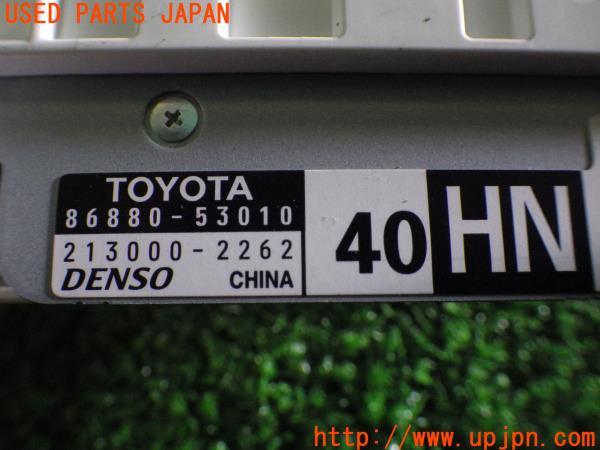 USED PARTS JAPAN
TOYOTA
86880-53010
213000-2262
DENSO CHINA
40 HN
http://www.upjpn.com